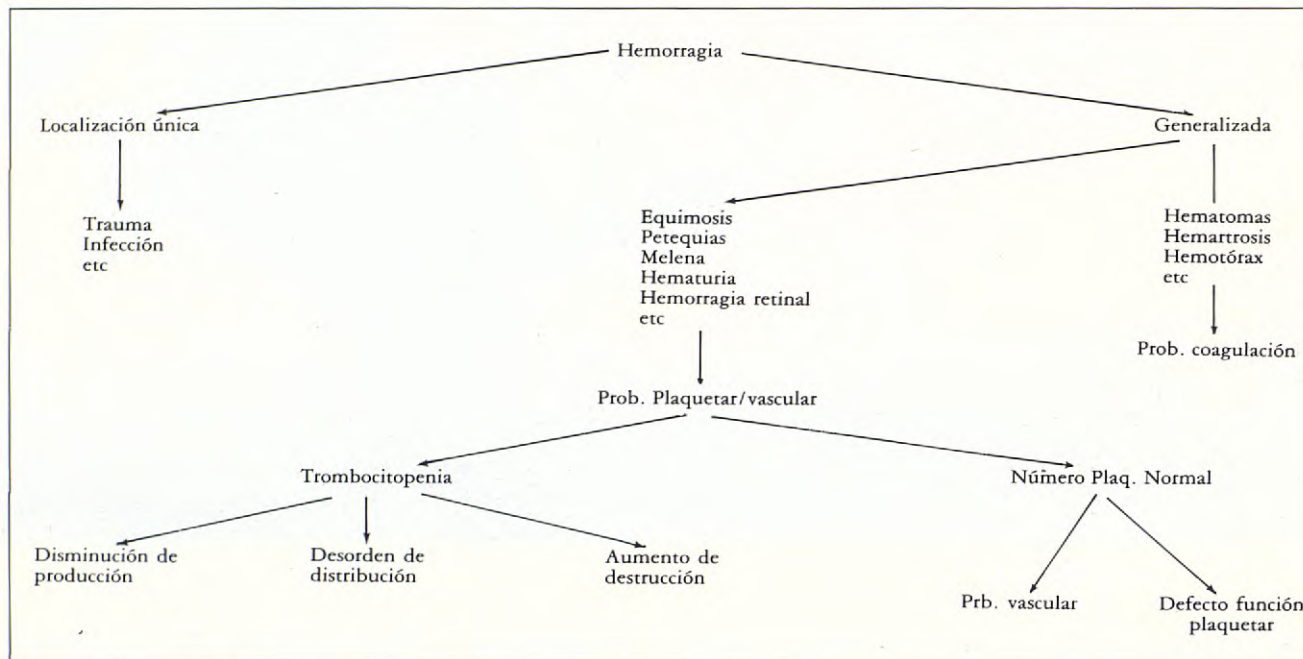 Hemorragia
Localización única
Generalizada
Trauma
Infección
etc
Equimosis
Petequias
Melena
Hematuria
Hemorragia retinal
etc
Hematomas
Hemartrosis
Hemotórax
etc
Prob. coagulación
Prob. Plaquetar/vascular
Trombocitopenia
Número Plaq. Normal
Disminución de
producción
Desorden de
distribución
Aumento de
destrucción
Prb. vascular
Defecto función
plaquetar